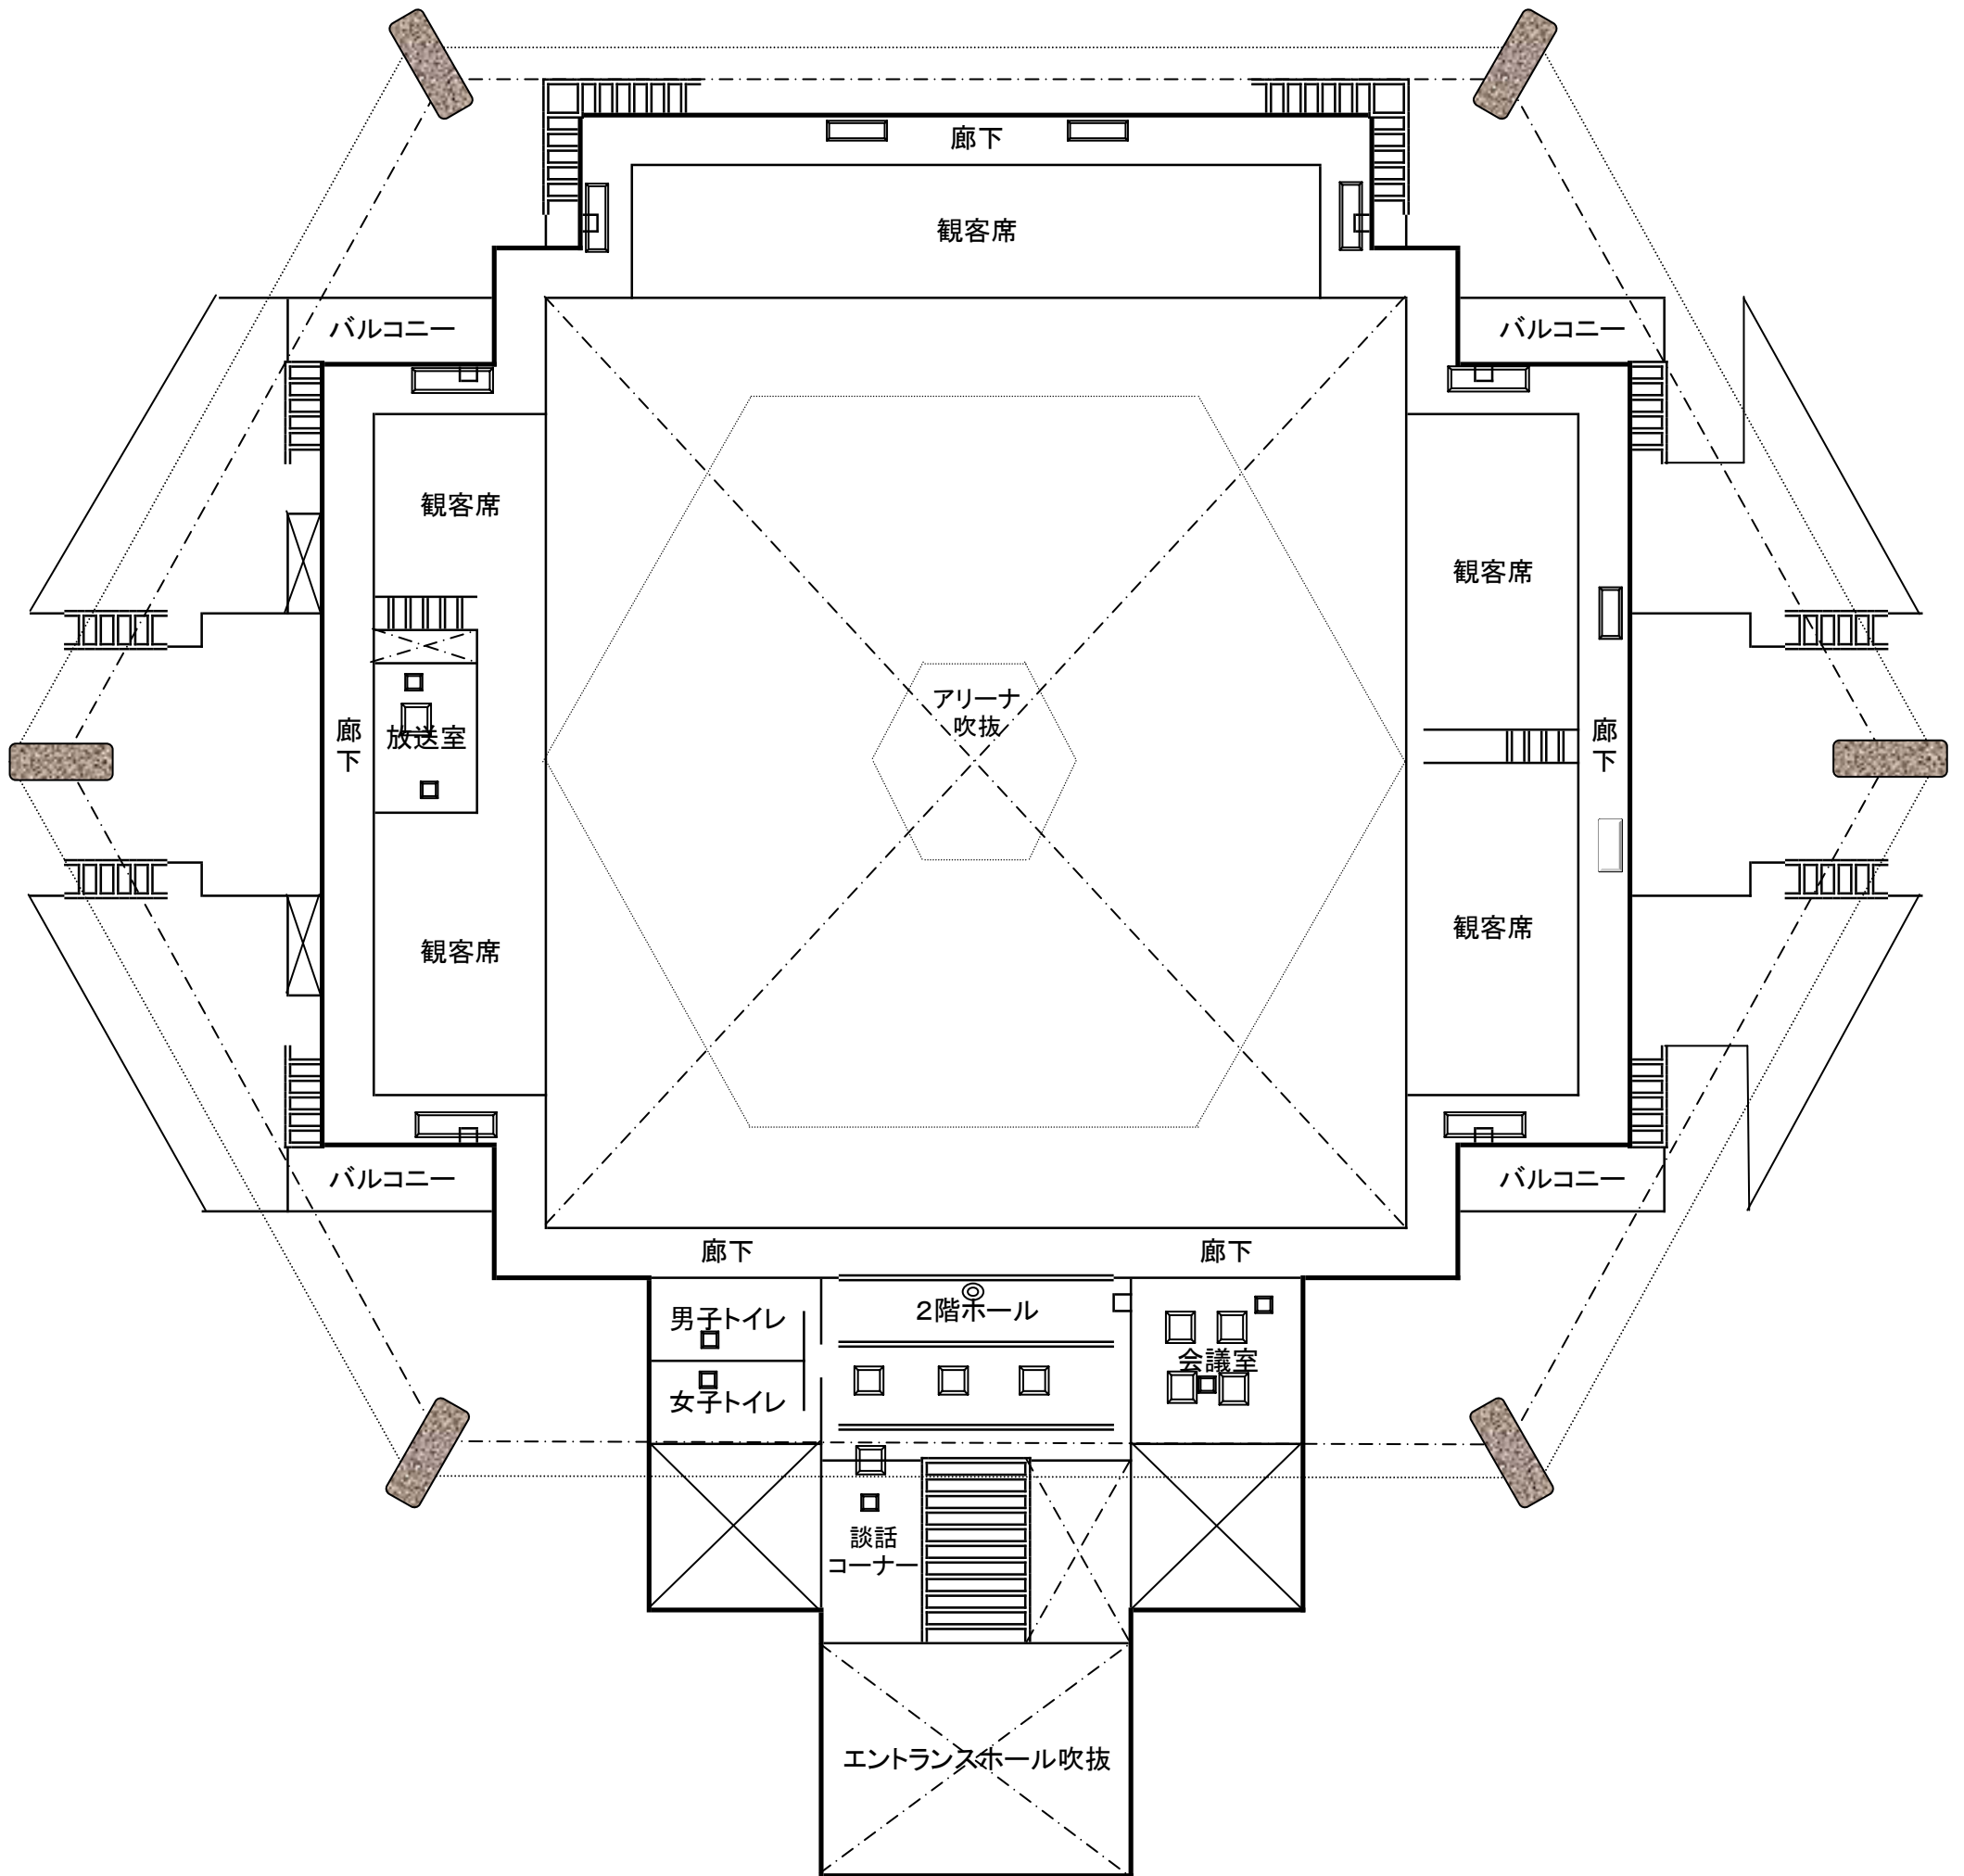 廊下
観客席
バルコニー
バルコニー
観客席
観客席
アリーナ
吹抜
廊
下
放送室
廊
下
観客席
観客席
バルコニー
バルコニー
廊下
廊下
2階ホール
男子トイレ
会議室
女子トイレ
談話
コーナー
エントランスホール吹抜